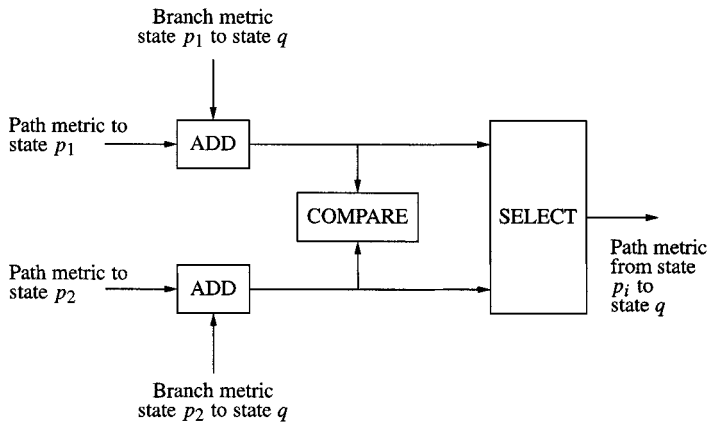 Branch metric
state p1 to state q
Path metric to
state p1
ADD
COMPARE
SELECT
Path metric to
state p2
ADD
Path metric
from state
pi to
state q
Branch metric
state p2 to state q